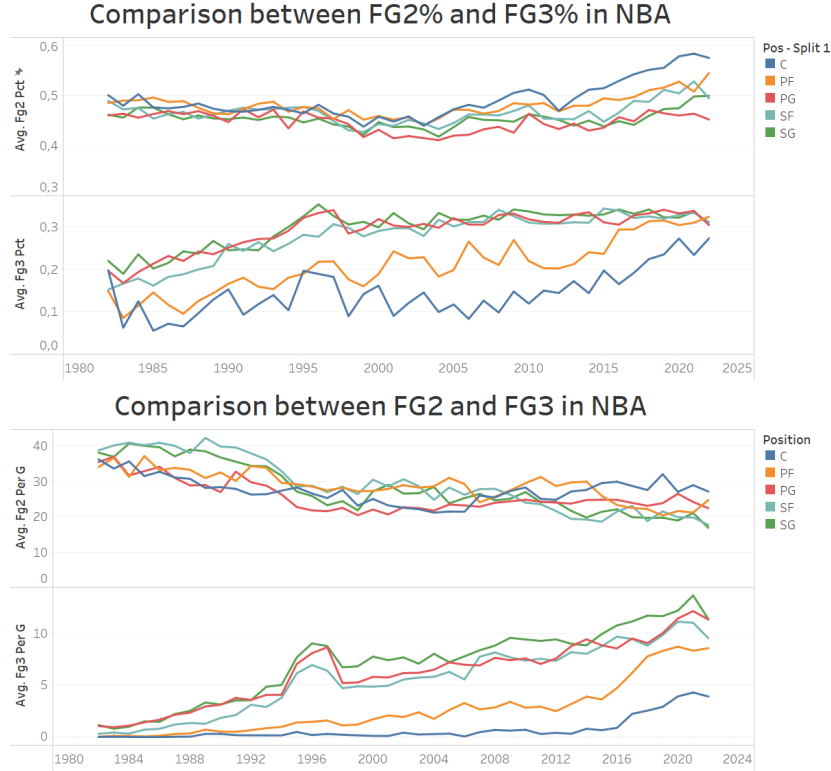 Comparison between FG2% and FG3% in NBA
Pos - Split 1
C
PF
PG
SF
SG
Avg. Fg2 Pct
0,6
0,5
0,4
0,3
Avg. Fg3 Pct
0,3
0,2
0,1
0,0
1980 1985 1990 1995 2000 2005 2010 2015 2020 2025
Comparison between FG2 and FG3 in NBA
Position
C
PF
PG
SF
SG
Avg. Fg2 Per G
40
30
20
10
0
Avg. Fg3 Per G
10
5
0
1980 1984 1988 1992 1996 2000 2004 2008 2012 2016 2020 2024